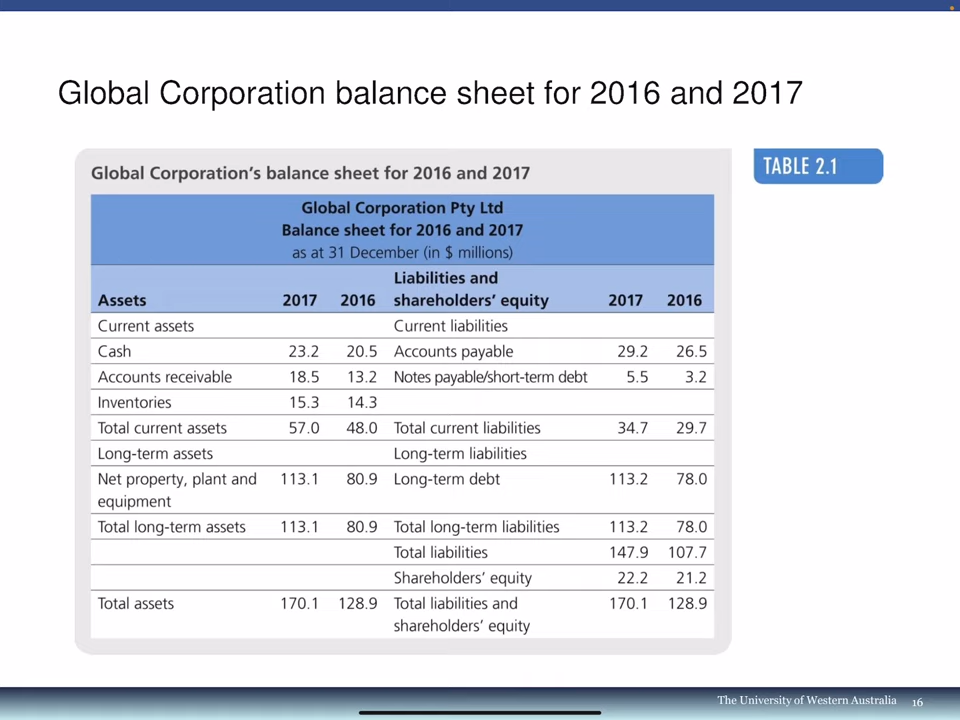 Global Corporation balance sheet for 2016 and 2017
TABLE 2.1
Global Corporation's balance sheet for 2016 and 2017
Global Corporation Pty Ltd
Balance sheet for 2016 and 2017
as at 31 December (in $ millions)
Liabilities and
Assets 2017 2016 shareholders' equity 2017 2016
Current assets Current liabilities
Cash 23.2 20.5 Accounts payable 29.2 26.5
Accounts receivable 18.5 13.2 Notes payable/short-term debt 5.5 3.2
Inventories 15.3 14.3
Total current assets 57.0 48.0 Total current liabilities 34.7 29.7
Long-term assets Long-term liabilities
Net property, plant and 113.1 80.9 Long-term debt 113.2 78.0
equipment
Total long-term assets 113.1 80.9 Total long-term liabilities 113.2 78.0
Total liabilities 147.9 107.7
Shareholders' equity 22.2 21.2
Total assets 170.1 128.9 Total liabilities and 170.1 128.9
shareholders' equity
The University of Western Australia 16